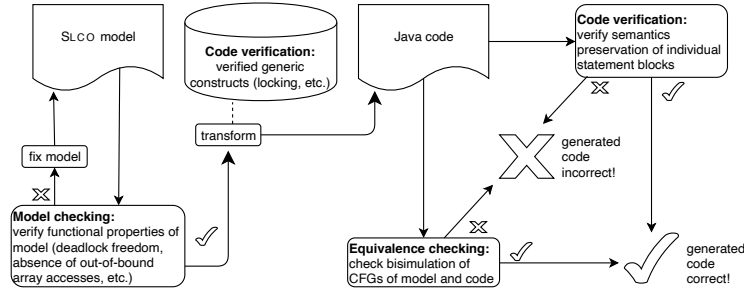 SLCO model
Code verification:
verified generic
constructs (locking, etc.)
Java code
Code verification:
verify semantics
preservation of individual
statement blocks
transform
fix model
generated
code
incorrect!
Model checking:
verify functional properties of
model (deadlock freedom,
absence of out-of-bound
array accesses, etc.)
Equivalence checking:
check bisimulation of
CFGs of model and code
generated
code
correct!